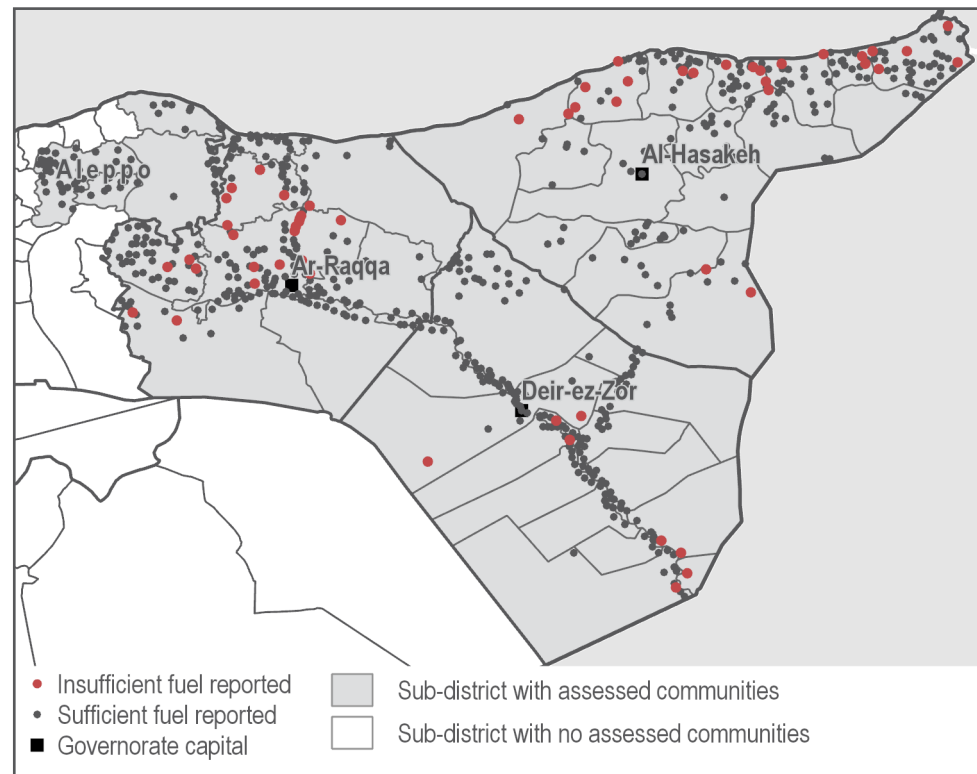 Aleppo
Al-Hasakeh
Ar-Raqqa
Deir-ez-Zor
Insufficient fuel reported
Sufficient fuel reported
Governorate capital
Sub-district with assessed communities
Sub-district with no assessed communities